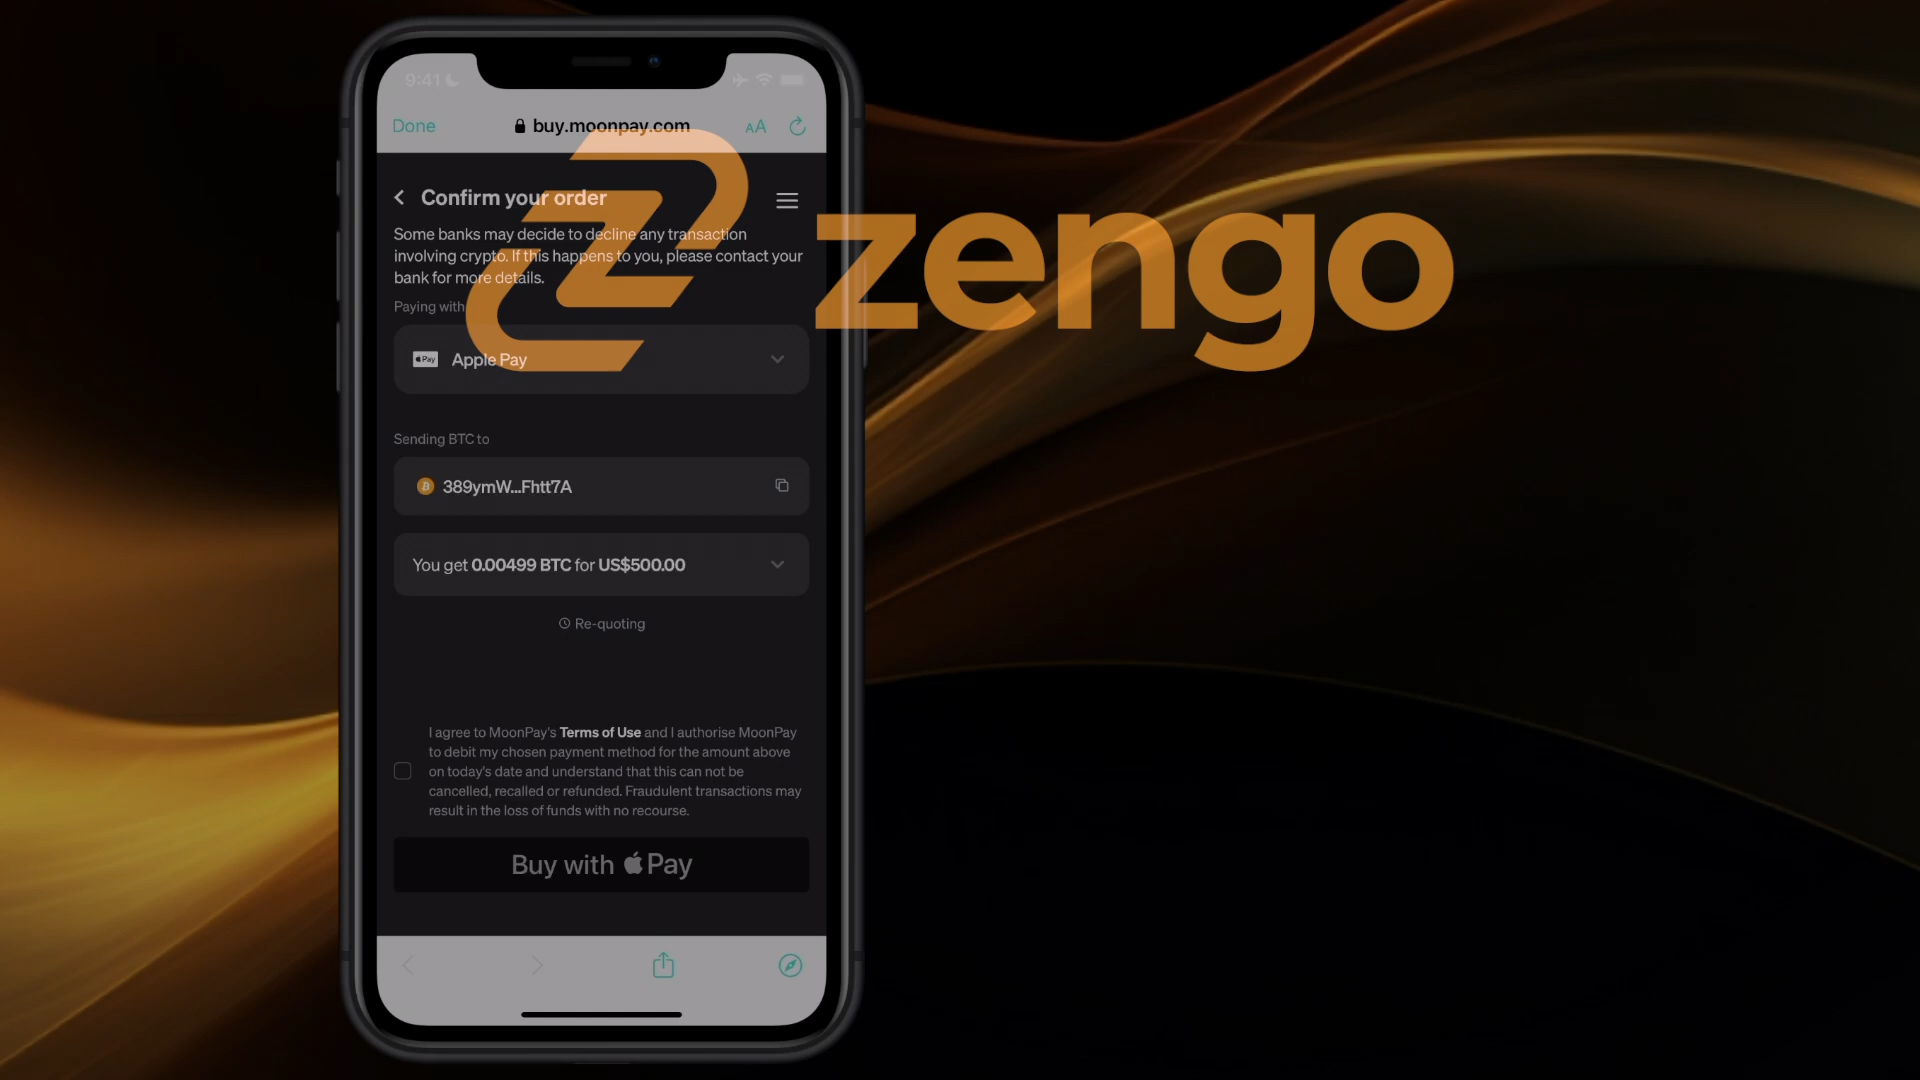 9:41
Done
buy.moonpay.com
AA
Confirm your order
Some banks may decide to decline any transaction
involving crypto. If this happens to you, please contact your
bank for more details.
zengo
Paying with
Pay Apple Pay
Sending BTC to
389ymW...Fhtt7A
You get 0.00499 BTC for US$500.00
Re-quoting
I agree to MoonPay's Terms of Use and I authorise MoonPay
to debit my chosen payment method for the amount above
on today's date and understand that this can not be
cancelled, recalled or refunded. Fraudulent transactions may
result in the loss of funds with no recourse.
Buy with Pay